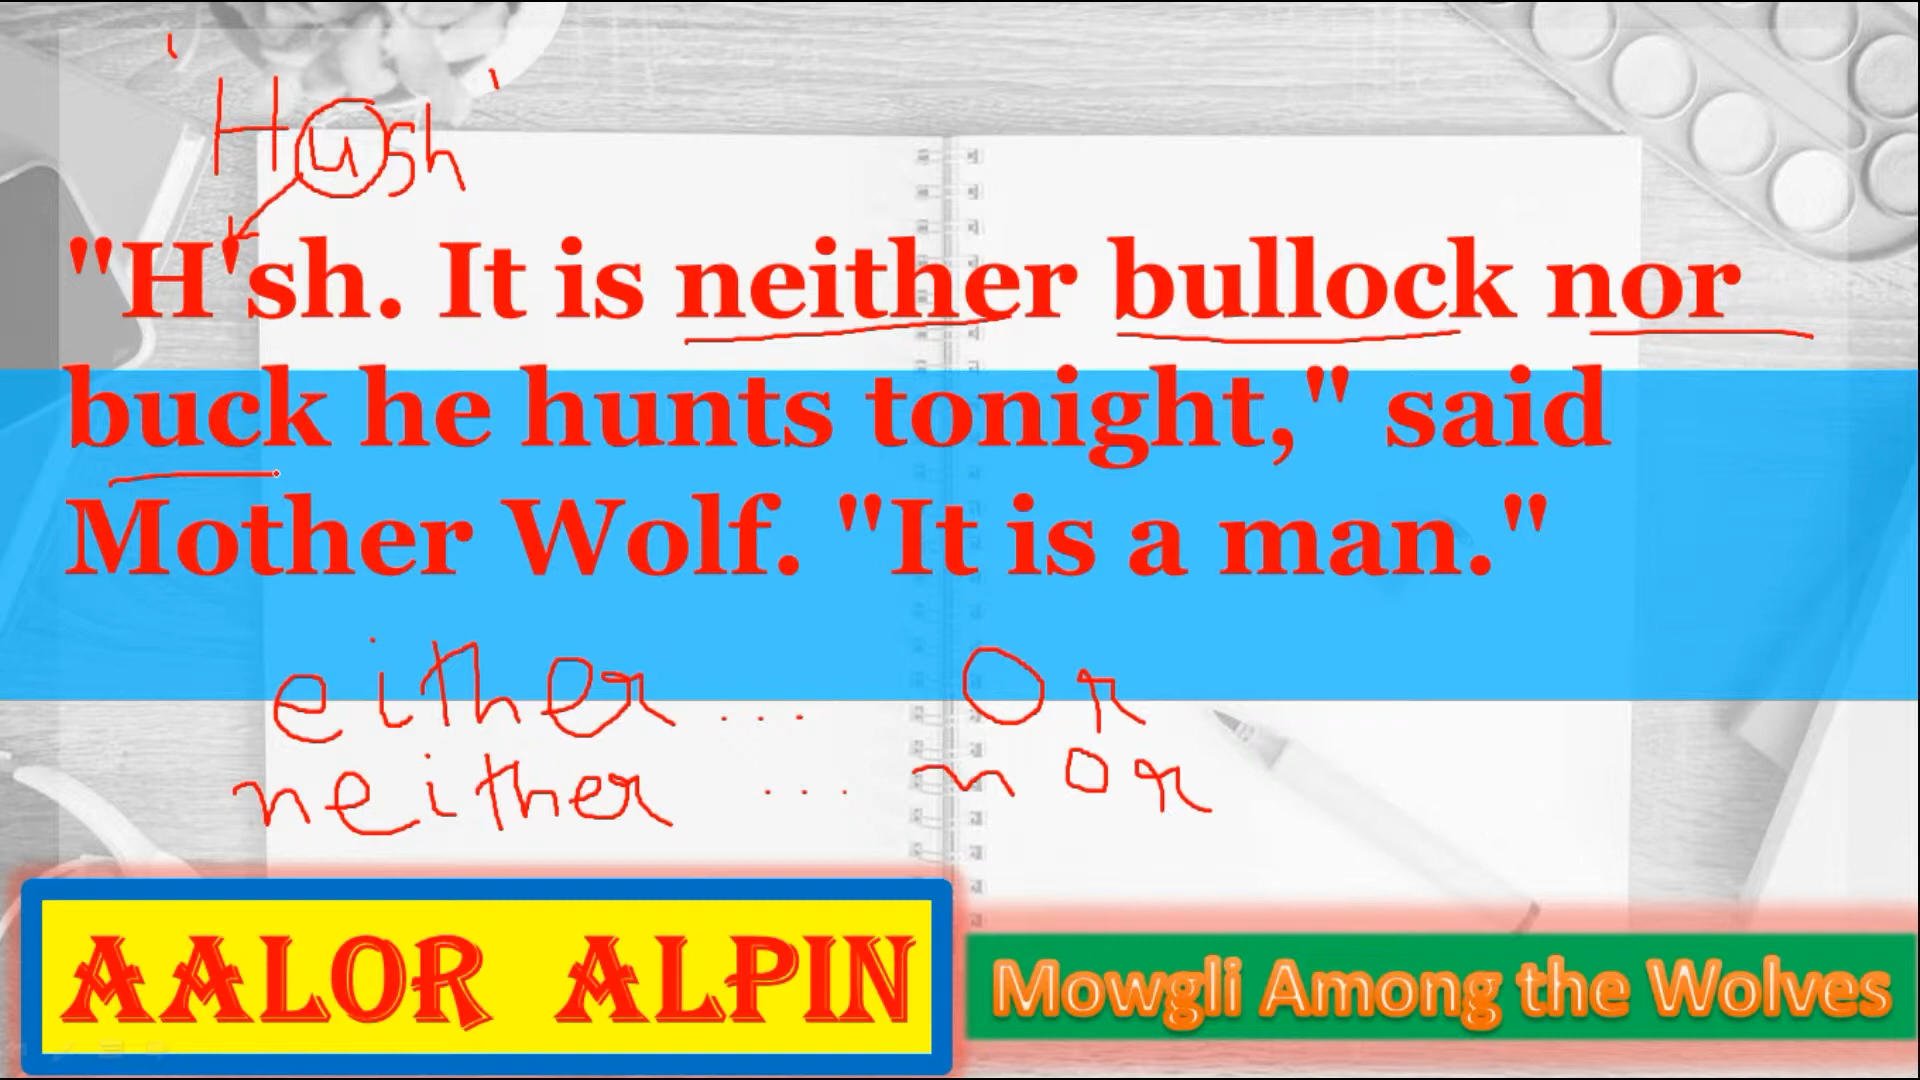 'Hush'
"H'sh. It is neither bullock nor
buck he hunts tonight," said
Mother Wolf. "It is a man."
either... or
neither ... nor
AALOR ALPIN
Mowgli Among the Wolves